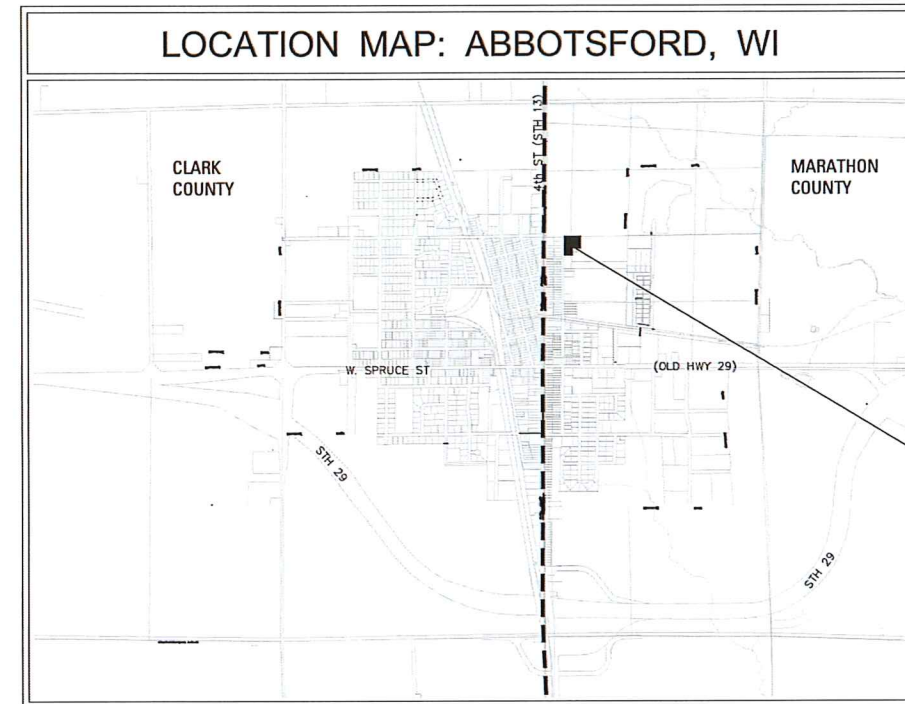 LOCATION MAP: ABBOTSFORD, WI
4th ST (STH 13)
CLARK
COUNTY
MARATHON
COUNTY
W. SPRUCE ST
(OLD HWY 29)
STH 29
STH 29